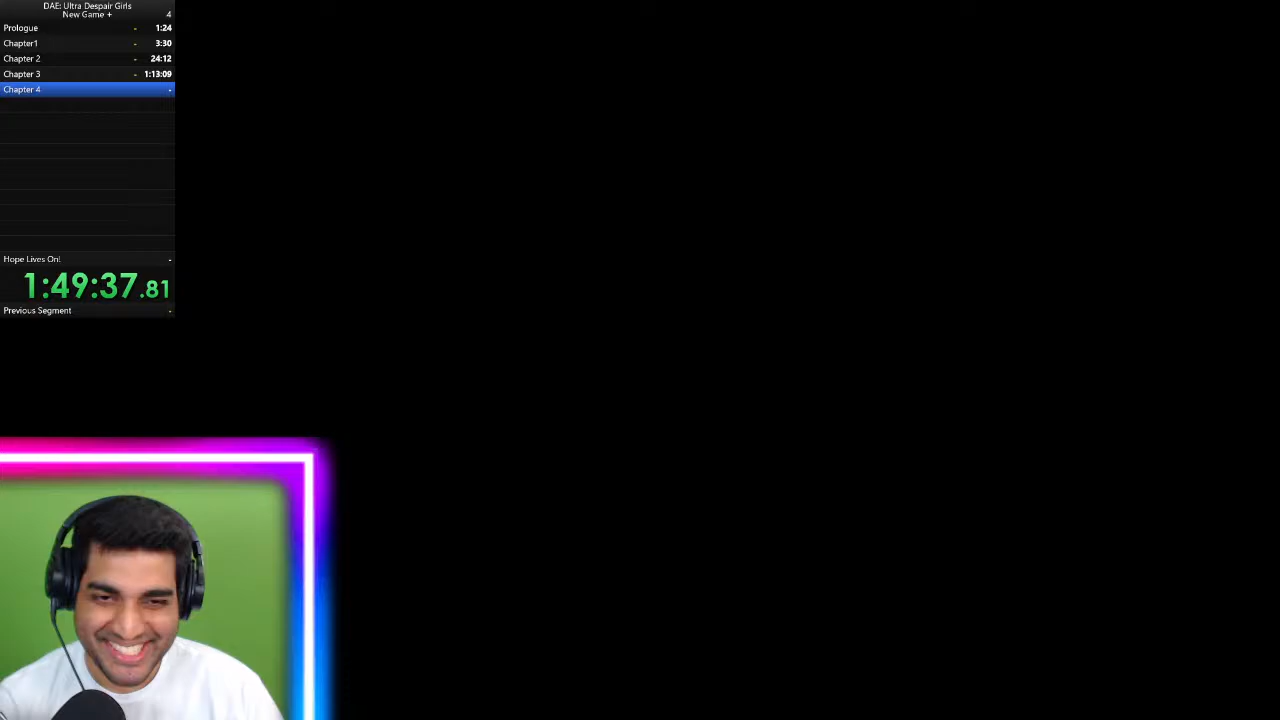 DAE: Ultra Despair Girls
New Game + 4
Prologue - 1:24
Chapter1 - 3:30
Chapter 2 - 24:12
Chapter 3 - 1:13:09
Chapter 4 -
Hope Lives On! -
1:49:37.81
Previous Segment -